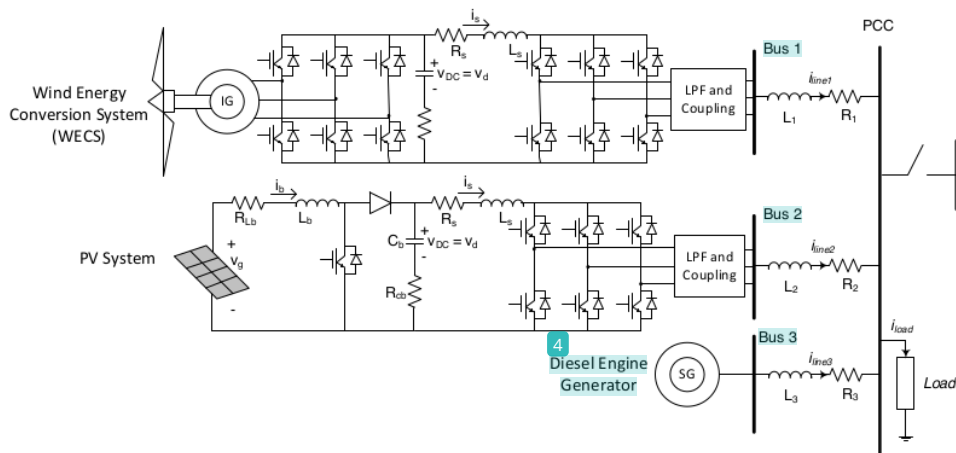 i_s
R_s
L_s
Bus 1
PCC
Wind Energy
Conversion System
(WECS)
IG
+
v_DC = v_d
-
LPF and
Coupling
i_line1
L_1
R_1
i_b
R_Lb
L_b
i_s
R_s
L_s
Bus 2
PV System
+
v_g
-
C_b
+
v_DC = v_d
-
R_cb
LPF and
Coupling
i_line2
L_2
R_2
4
Diesel Engine
Generator
SG
Bus 3
i_line3
L_3
R_3
i_load
Load